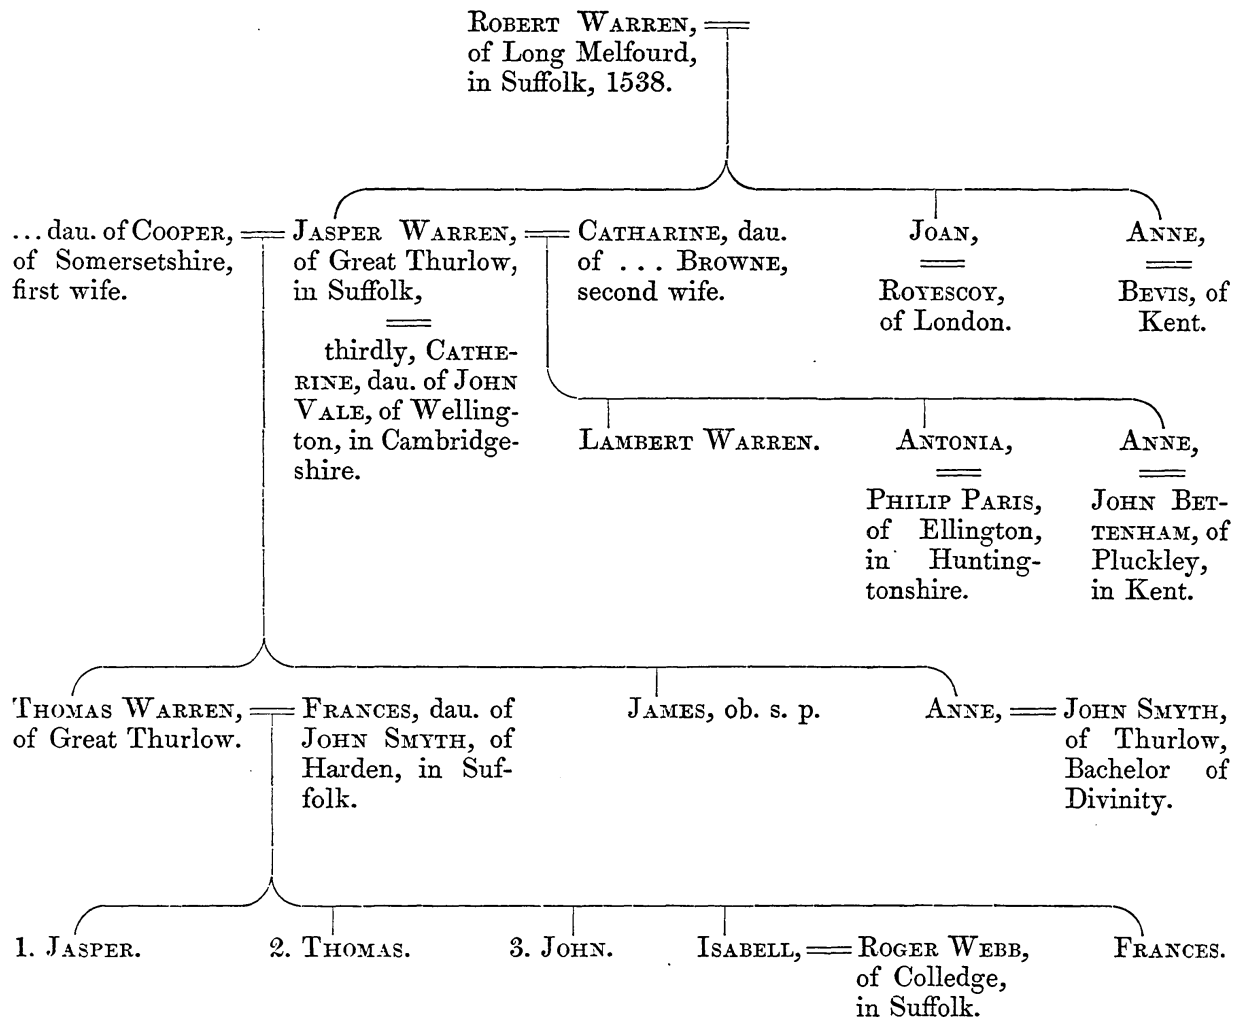 ROBERT WARREN,
of Long Melfourd,
in Suffolk, 1538.
... dau. of COOPER,
of Somersetshire,
first wife.
JASPER WARREN,
of Great Thurlow,
in Suffolk,
thirdly, CATHE-
RINE, dau. of JOHN
VALE, of Welling-
ton, in Cambridge-
shire.
CATHARINE, dau.
of ... BROWNE,
second wife.
JOAN,
ROYESCOY,
of London.
ANNE,
BEVIS, of
Kent.
LAMBERT WARREN.
ANTONIA,
PHILIP PARIS,
of Ellington,
in Hunting-
tonshire.
ANNE,
JOHN BET-
TENHAM, of
Pluckley,
in Kent.
THOMAS WARREN,
of Great Thurlow.
FRANCES, dau. of
JOHN SMYTH, of
Harden, in Suf-
folk.
JAMES, ob. s. p.
ANNE,
JOHN SMYTH,
of Thurlow,
Bachelor of
Divinity.
1. JASPER.
2. THOMAS.
3. JOHN.
ISABELL,
ROGER WEBB,
of Colledge,
in Suffolk.
FRANCES.